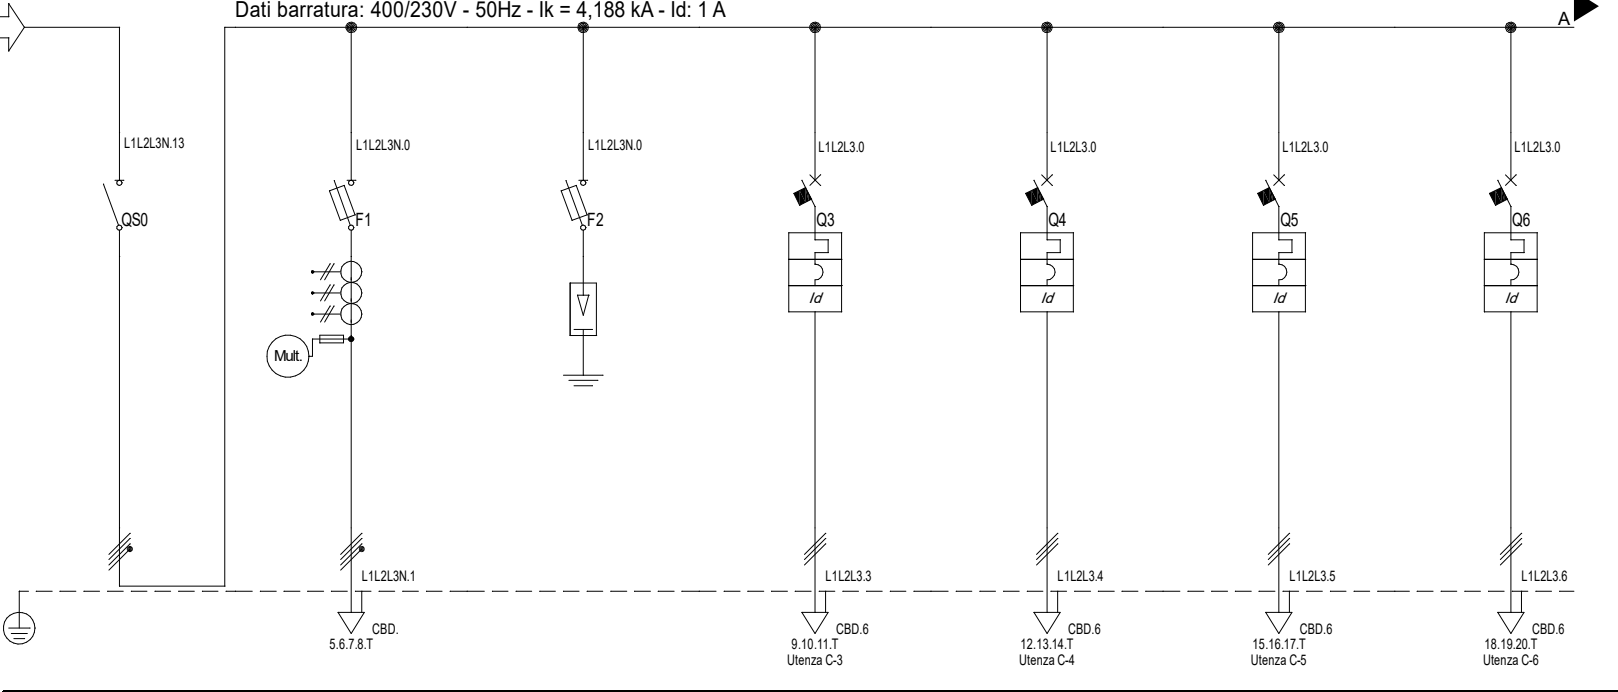 Dati barratura: 400/230V - 50Hz - Ik = 4,188 kA - Id: 1 A
A
L1L2L3N.13
L1L2L3N.0
L1L2L3N.0
L1L2L3.0
L1L2L3.0
L1L2L3.0
L1L2L3.0
QS0
F1
F2
Q3
Q4
Q5
Q6
Id
Id
Id
Id
Mult.
L1L2L3N.1
L1L2L3.3
L1L2L3.4
L1L2L3.5
L1L2L3.6
CBD.
CBD.6
CBD.6
CBD.6
CBD.6
5.6.7.8.T
9.10.11.T
12.13.14.T
15.16.17.T
18.19.20.T
Utenza C-3
Utenza C-4
Utenza C-5
Utenza C-6